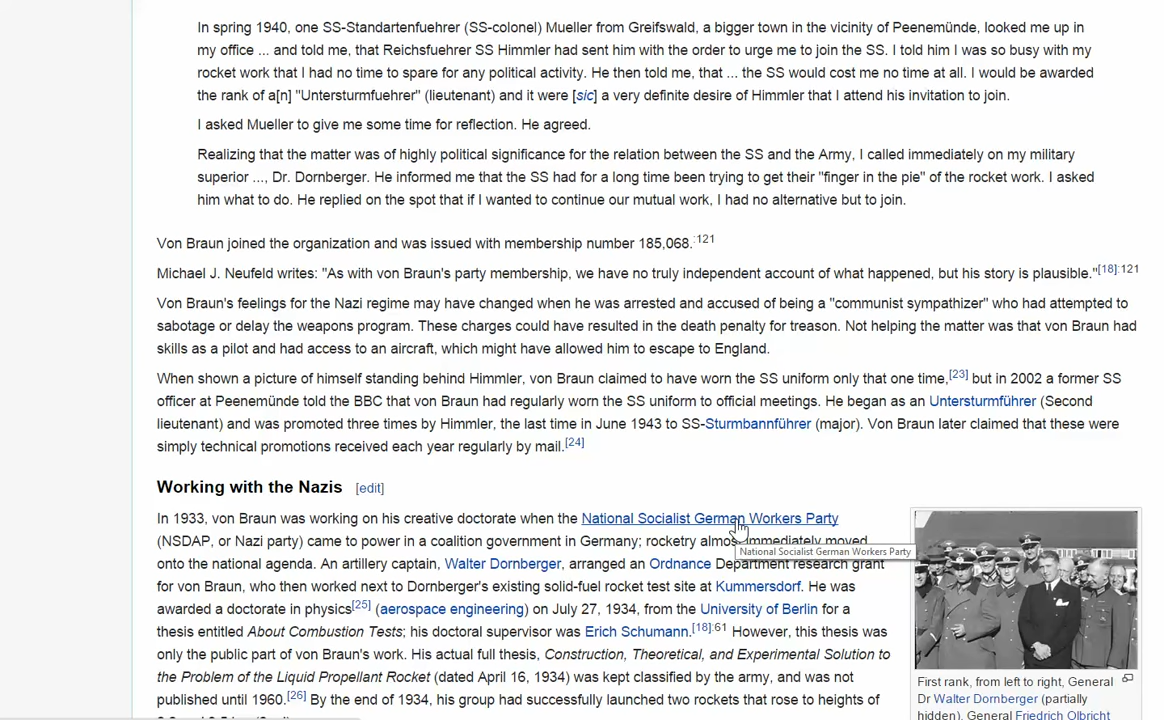 In spring 1940, one SS-Standartenfuehrer (SS-colonel) Mueller from Greifswald, a bigger town in the vicinity of Peenemünde, looked me up in
my office ... and told me, that Reichsfuehrer SS Himmler had sent him with the order to urge me to join the SS. I told him I was so busy with my
rocket work that I had no time to spare for any political activity. He then told me, that ... the SS would cost me no time at all. I would be awarded
the rank of a[n] "Untersturmfuehrer" (lieutenant) and it were [sic] a very definite desire of Himmler that I attend his invitation to join.
I asked Mueller to give me some time for reflection. He agreed.
Realizing that the matter was of highly political significance for the relation between the SS and the Army, I called immediately on my military
superior ..., Dr. Dornberger. He informed me that the SS had for a long time been trying to get their "finger in the pie" of the rocket work. I asked
him what to do. He replied on the spot that if I wanted to continue our mutual work, I had no alternative but to join.
Von Braun joined the organization and was issued with membership number 185,068.:121
Michael J. Neufeld writes: "As with von Braun's party membership, we have no truly independent account of what happened, but his story is plausible."[18]:121
Von Braun's feelings for the Nazi regime may have changed when he was arrested and accused of being a "communist sympathizer" who had attempted to
sabotage or delay the weapons program. These charges could have resulted in the death penalty for treason. Not helping the matter was that von Braun had
skills as a pilot and had access to an aircraft, which might have allowed him to escape to England.
When shown a picture of himself standing behind Himmler, von Braun claimed to have worn the SS uniform only that one time,[23] but in 2002 a former SS
officer at Peenemünde told the BBC that von Braun had regularly worn the SS uniform to official meetings. He began as an Untersturmführer (Second
lieutenant) and was promoted three times by Himmler, the last time in June 1943 to SS-Sturmbannführer (major). Von Braun later claimed that these were
simply technical promotions received each year regularly by mail.[24]
Working with the Nazis [edit]
In 1933, von Braun was working on his creative doctorate when the National Socialist German Workers Party
(NSDAP, or Nazi party) came to power in a coalition government in Germany; rocketry almost immediately moved
National Socialist German Workers Party
onto the national agenda. An artillery captain, Walter Dornberger, arranged an Ordnance Department research grant
for von Braun, who then worked next to Dornberger's existing solid-fuel rocket test site at Kummersdorf. He was
awarded a doctorate in physics[25] (aerospace engineering) on July 27, 1934, from the University of Berlin for a
thesis entitled About Combustion Tests; his doctoral supervisor was Erich Schumann.[18]:61 However, this thesis was
only the public part of von Braun's work. His actual full thesis, Construction, Theoretical, and Experimental Solution to
the Problem of the Liquid Propellant Rocket (dated April 16, 1934) was kept classified by the army, and was not
published until 1960.[26] By the end of 1934, his group had successfully launched two rockets that rose to heights of
First rank, from left to right, General
Dr Walter Dornberger (partially
hidden), General Friedrich Olbricht